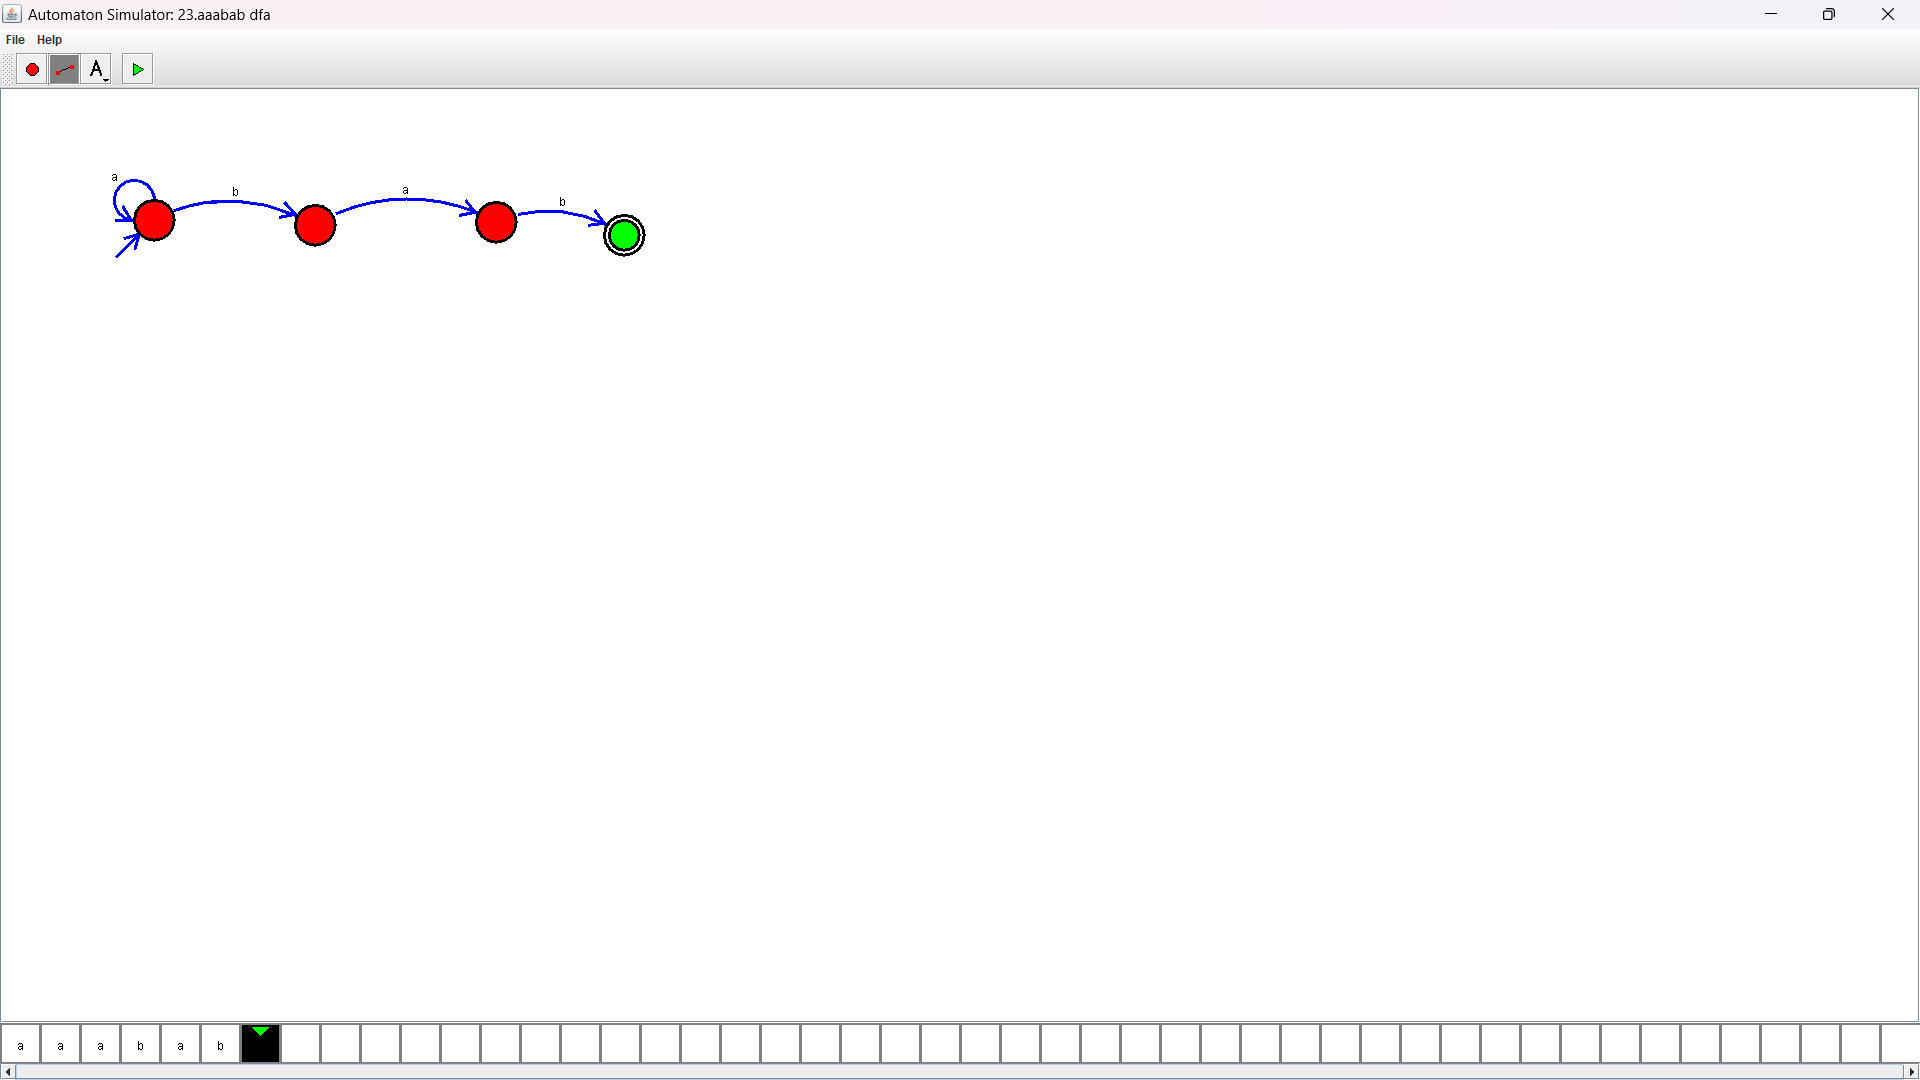 Automaton Simulator: 23.aaabab dfa
File Help
A
a b a b
a a a b a b